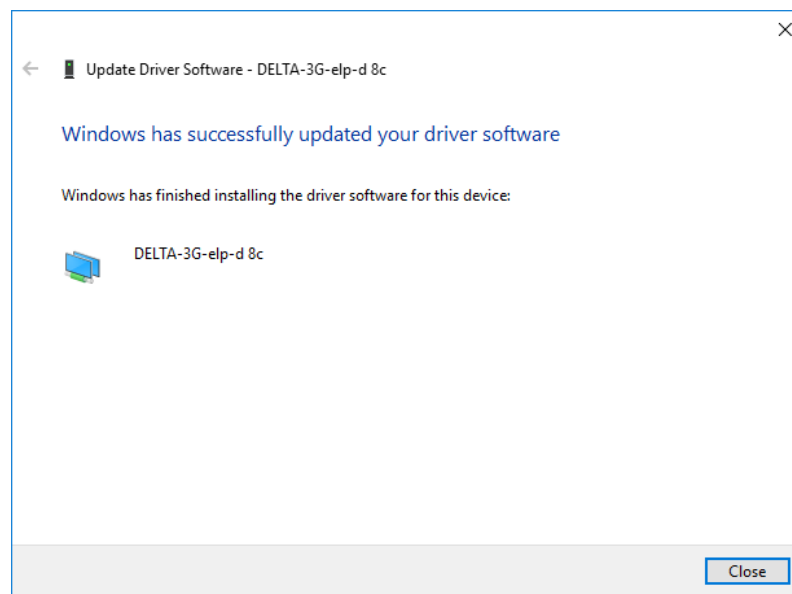 Update Driver Software - DELTA-3G-elp-d 8c
Windows has successfully updated your driver software
Windows has finished installing the driver software for this device:
DELTA-3G-elp-d 8c
Close